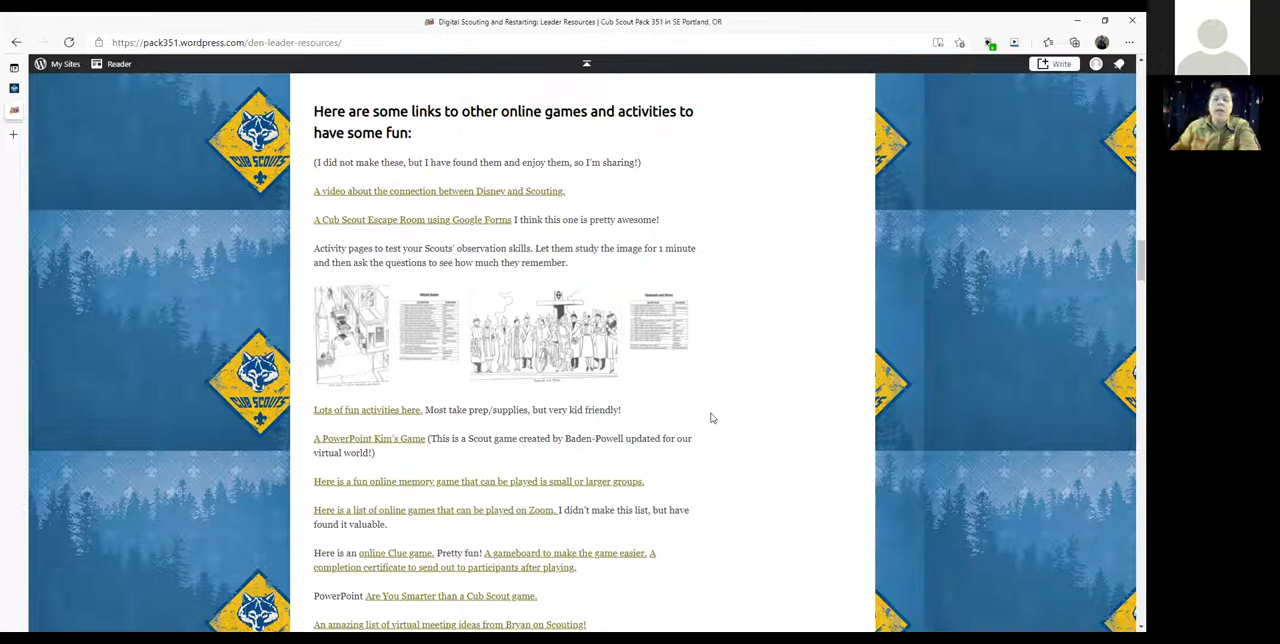 Digital Scouting and Restarting: Leader Resources | Cub Scout Pack 351 in SE Portland, OR
https://pack351.wordpress.com/den-leader-resources/
My Sites Reader Write
Here are some links to other online games and activities to
have some fun:
(I did not make these, but I have found them and enjoy them, so I'm sharing!)
A video about the connection between Disney and Scouting.
A Cub Scout Escape Room using Google Forms I think this one is pretty awesome!
Activity pages to test your Scouts' observation skills. Let them study the image for 1 minute
and then ask the questions to see how much they remember.
Lots of fun activities here. Most take prep/supplies, but very kid friendly!
A PowerPoint Kim's Game (This is a Scout game created by Baden-Powell updated for our
virtual world!)
Here is a fun online memory game that can be played is small or larger groups.
Here is a list of online games that can be played on Zoom. I didn't make this list, but have
found it valuable.
Here is an online Clue game. Pretty fun! A gameboard to make the game easier. A
completion certificate to send out to participants after playing.
PowerPoint Are You Smarter than a Cub Scout game.
An amazing list of virtual meeting ideas from Bryan on Scouting!
CUB SCOUTS
CUB SCOUTS